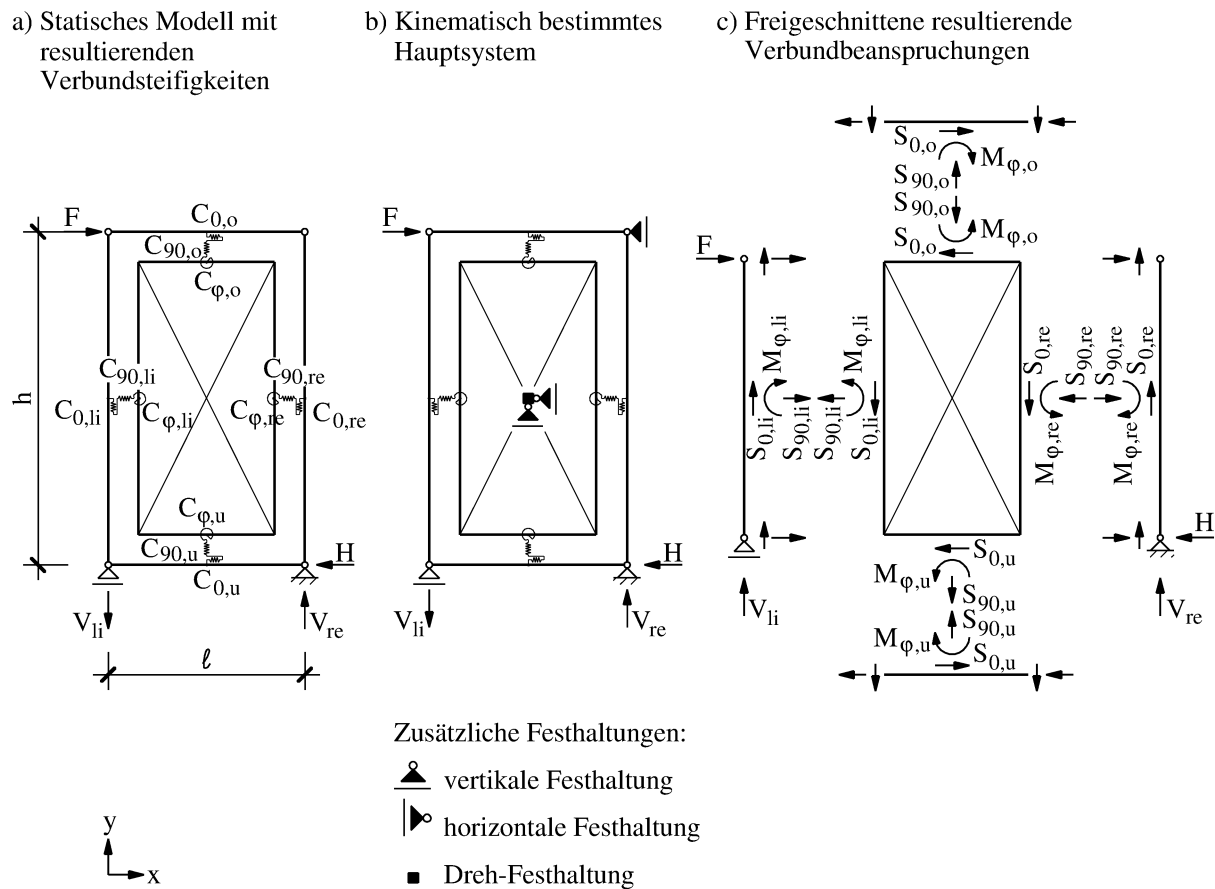 a) Statisches Modell mit
resultierenden
Verbundsteifigkeiten
b) Kinematisch bestimmtes
Hauptsystem
c) Freigeschnittene resultierende
Verbundbeanspruchungen
F
C0,o
C90,o
Cφ,o
h
C90,li
C0,li
Cφ,li
C90,re
Cφ,re
C0,re
Cφ,u
C90,u
C0,u
H
Vli
Vre
ℓ
F
H
Vli
Vre
S0,o
Mφ,o
S90,o
S90,o
Mφ,o
S0,o
F
S0,li
Mφ,li
S90,li
S90,li
Mφ,li
S0,li
S0,re
Mφ,re
S90,re
S90,re
Mφ,re
S0,re
H
Vli
Vre
S0,u
Mφ,u
S90,u
S90,u
Mφ,u
S0,u
Zusätzliche Festhaltungen:
vertikale Festhaltung
horizontale Festhaltung
Dreh-Festhaltung
y
x